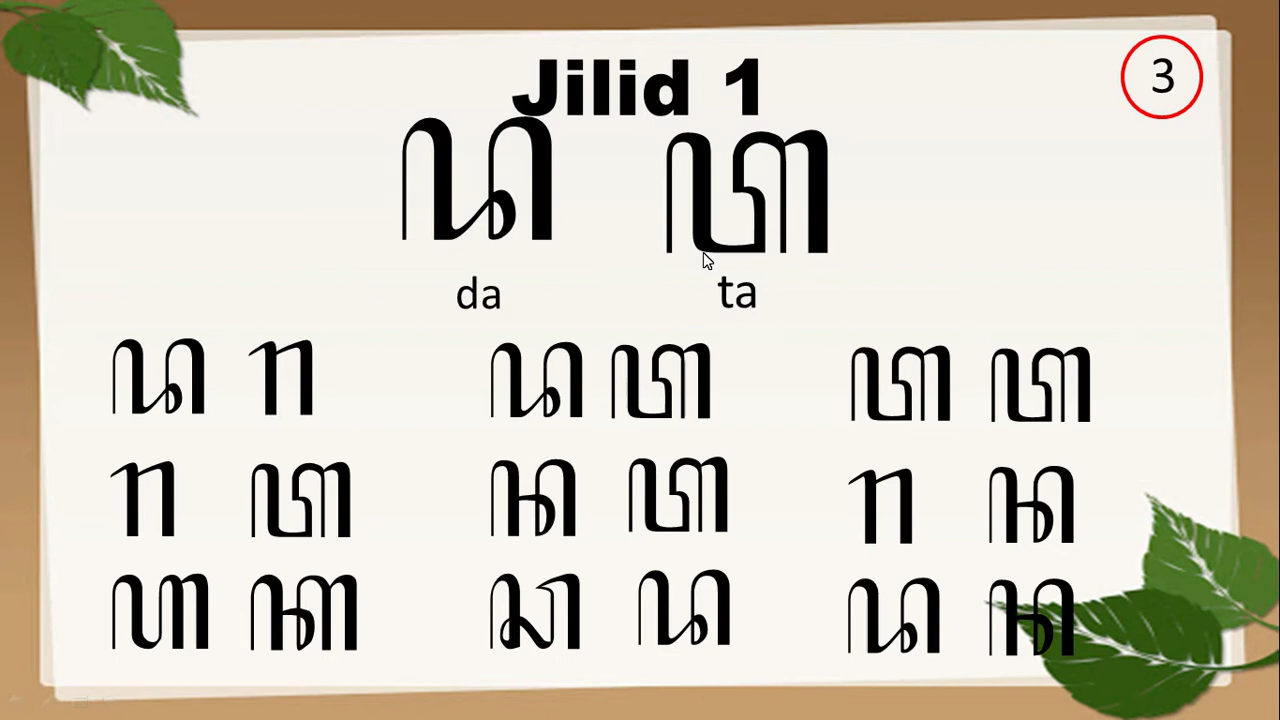 3
Jilid 1
ꦢ ꦠ
da ta
ꦢ ꦫ ꦢ ꦠ ꦠ ꦠ
ꦫ ꦠ ꦤ ꦠ ꦫ ꦤ
ꦲ ꦏ ꦕ ꦢ ꦢ ꦤ